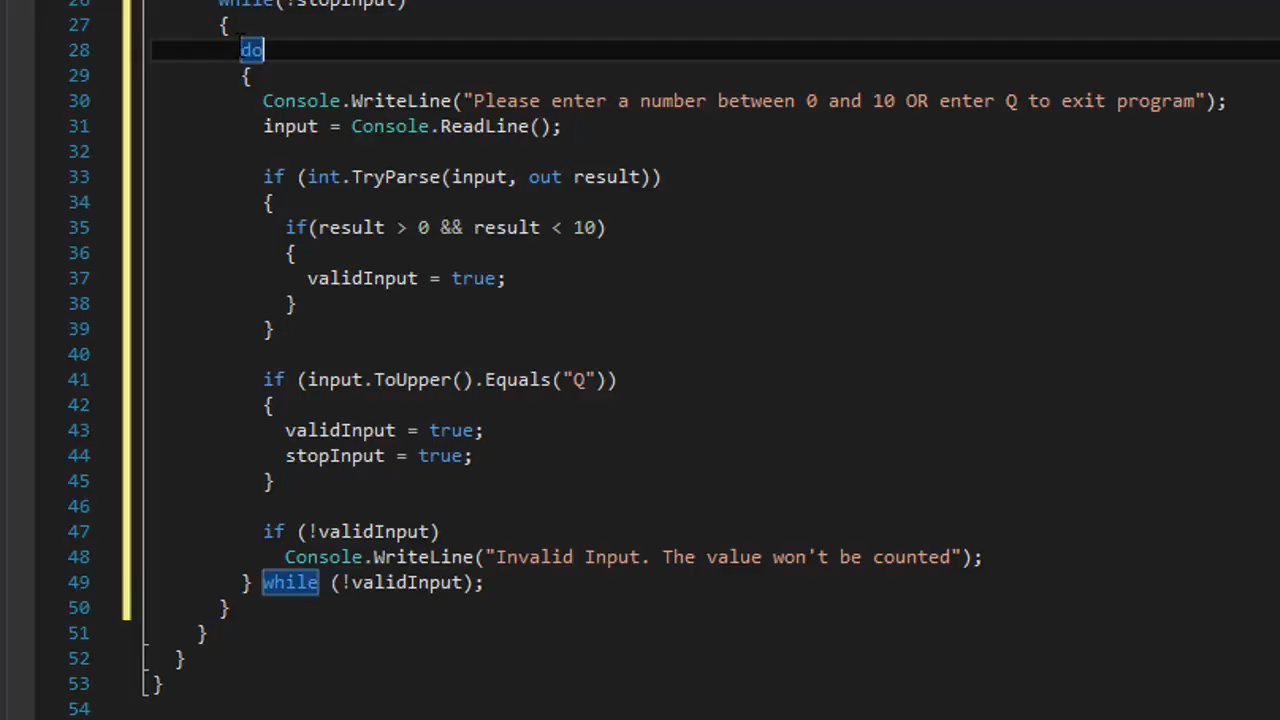 26 while(!stopInput)
27 {
28 do
29 {
30 Console.WriteLine("Please enter a number between 0 and 10 OR enter Q to exit program");
31 input = Console.ReadLine();
32
33 if (int.TryParse(input, out result))
34 {
35 if(result > 0 && result < 10)
36 {
37 validInput = true;
38 }
39 }
40
41 if (input.ToUpper().Equals("Q"))
42 {
43 validInput = true;
44 stopInput = true;
45 }
46
47 if (!validInput)
48 Console.WriteLine("Invalid Input. The value won't be counted");
49 } while (!validInput);
50 }
51 }
52 }
53 }
54